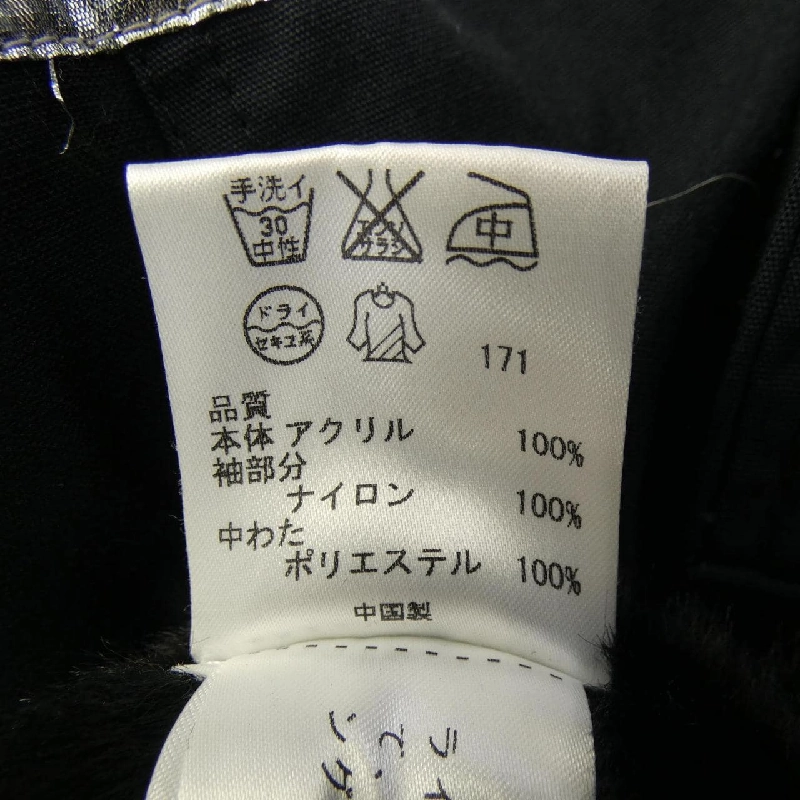 手洗イ
30
中性
エンソ
サラシ
中
ドライ
セキユ系
171
品質
本体 アクリル 100%
袖部分
ナイロン 100%
中わた
ポリエステル 100%
中国製